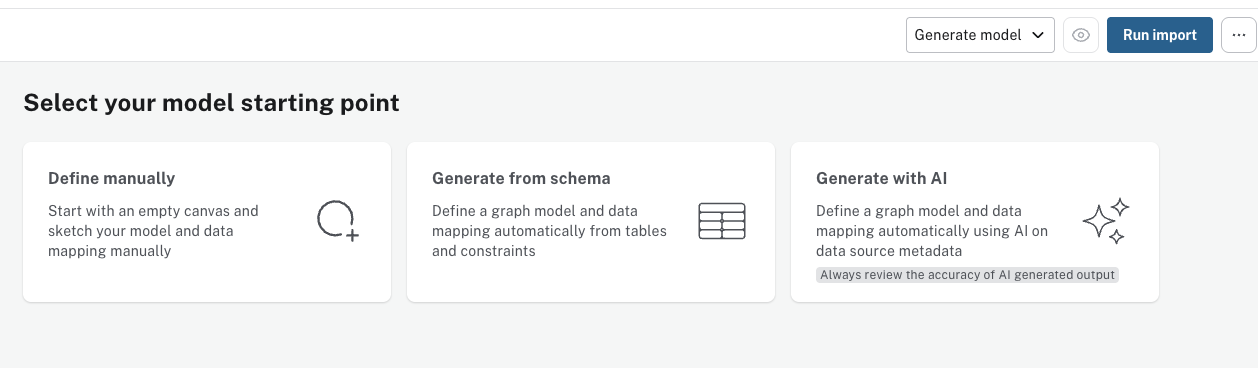 Generate model
Run import
Select your model starting point
Define manually
Start with an empty canvas and
sketch your model and data
mapping manually
Generate from schema
Define a graph model and data
mapping automatically from tables
and constraints
Generate with AI
Define a graph model and data
mapping automatically using AI on
data source metadata
Always review the accuracy of AI generated output